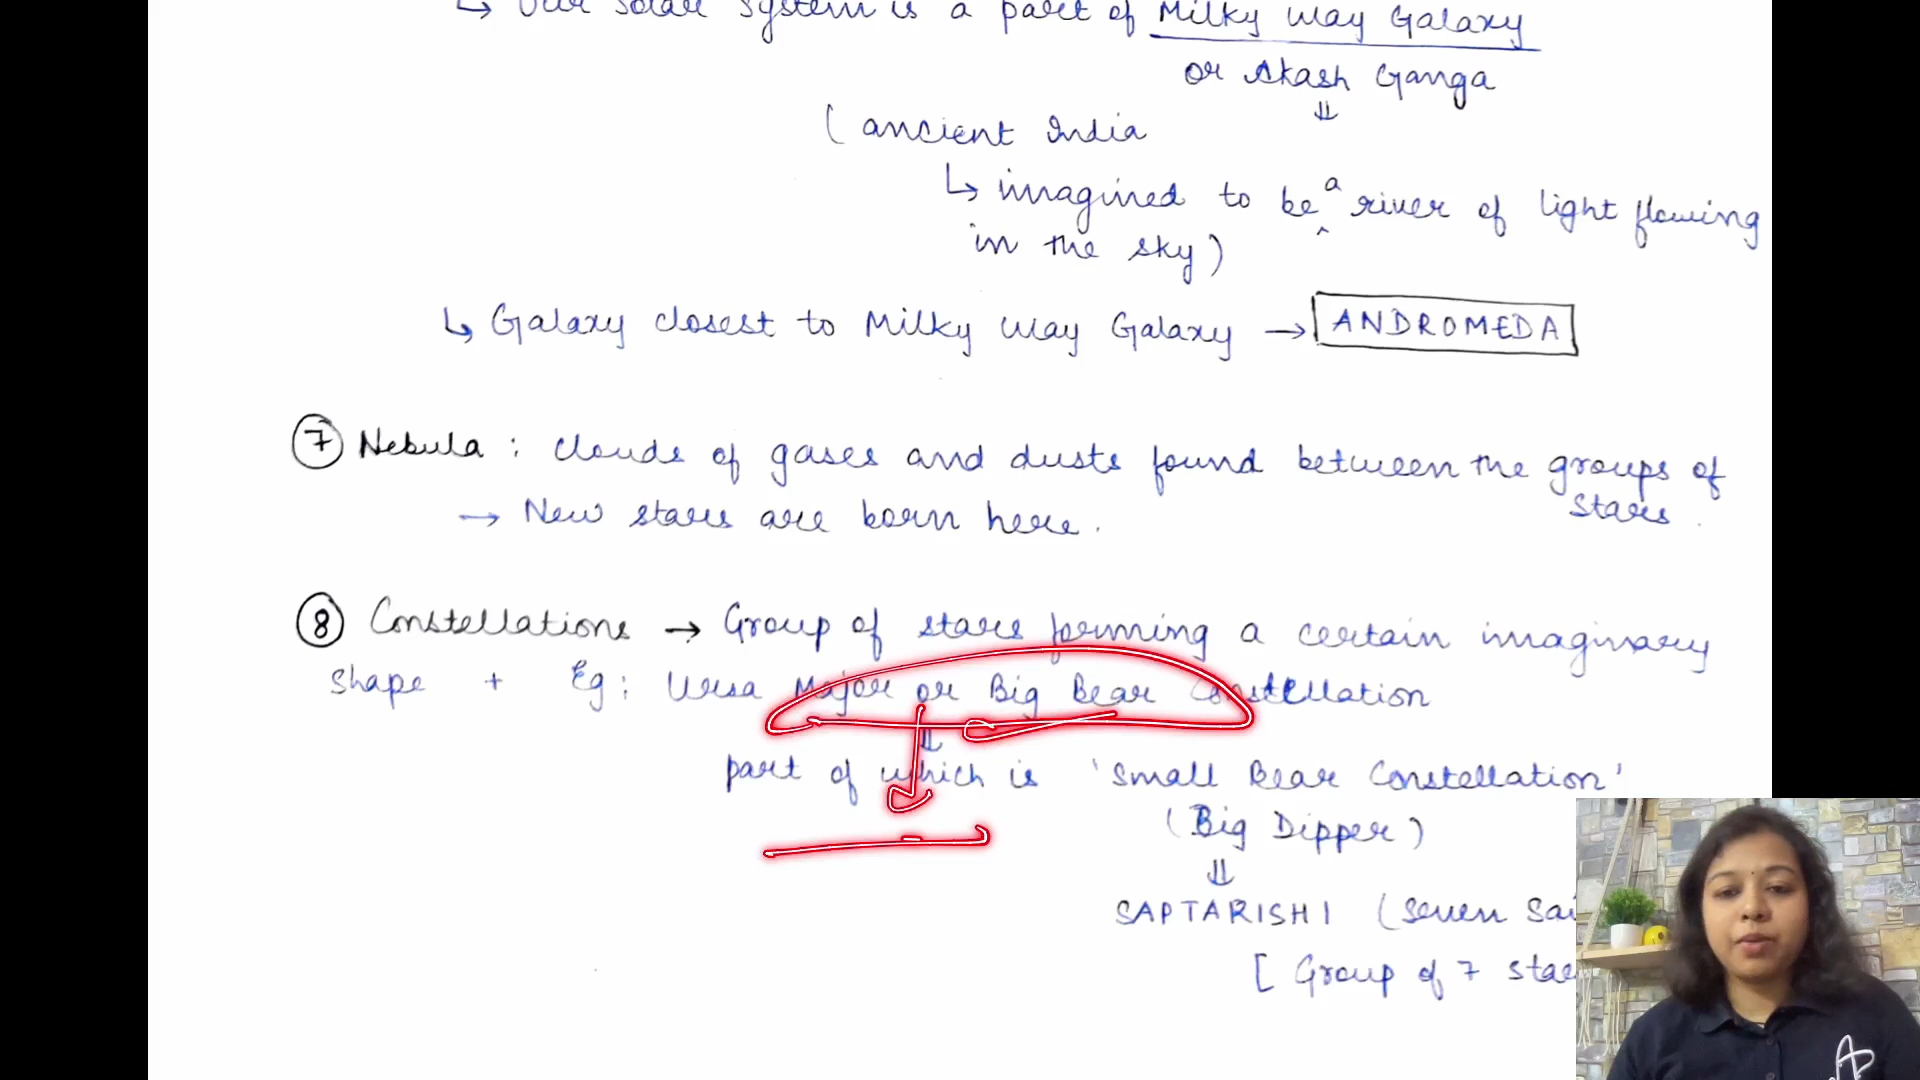 ↳ Our Solar System is a part of Milky Way Galaxy
or Akash Ganga
⇓
( ancient India
↳ imagined to be ^a river of light flowing
in the sky )
↳ Galaxy closest to Milky Way Galaxy → ANDROMEDA
7 Nebula : Clouds of gases and dusts found between the groups of
stars.
→ New stars are born here.
8 Constellations → Group of stars forming a certain imaginary
shape + Eg : Ursa Major or Big Bear Constellation
⇓
part of which is 'Small Bear Constellation'
(Big Dipper)
⇓
SAPTARISHI (Seven
[ Group of 7